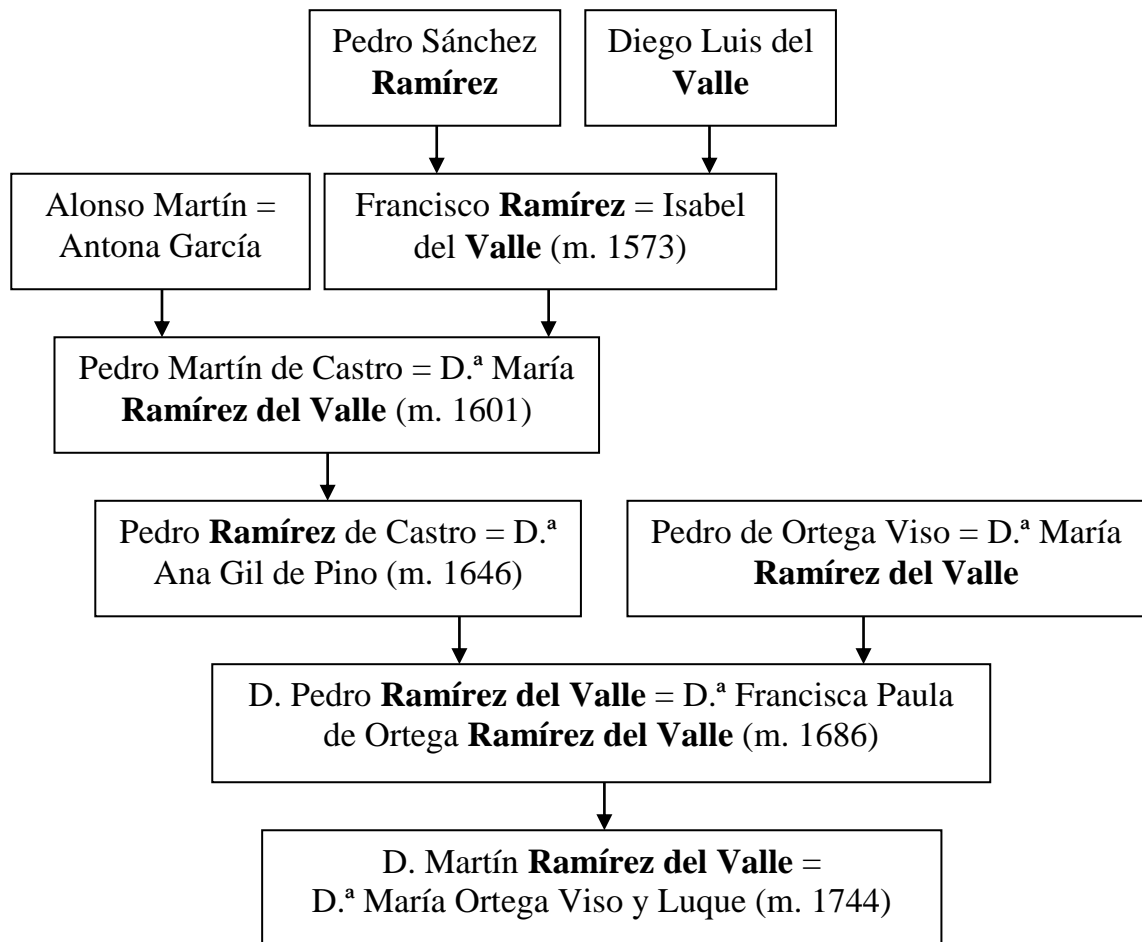 Pedro Sánchez
Ramírez
Diego Luis del
Valle
Alonso Martín =
Antona García
Francisco Ramírez = Isabel
del Valle (m. 1573)
Pedro Martín de Castro = D.ª María
Ramírez del Valle (m. 1601)
Pedro Ramírez de Castro = D.ª
Ana Gil de Pino (m. 1646)
Pedro de Ortega Viso = D.ª María
Ramírez del Valle
D. Pedro Ramírez del Valle = D.ª Francisca Paula
de Ortega Ramírez del Valle (m. 1686)
D. Martín Ramírez del Valle =
D.ª María Ortega Viso y Luque (m. 1744)